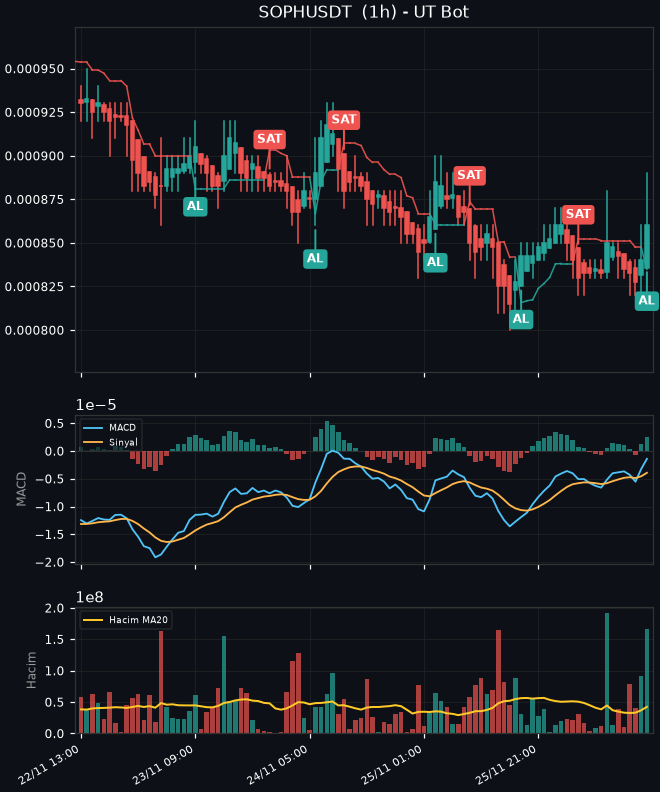 SOPHUSDT  (1h) - UT Bot
0.000950
0.000925
0.000900
0.000875
0.000850
0.000825
0.000800
SAT
SAT
SAT
SAT
AL
AL
AL
AL
AL
1e−5
MACD
Sinyal
0.5
0.0
−0.5
−1.0
−1.5
−2.0
MACD
1e8
Hacim MA20
2.0
1.5
1.0
0.5
0.0
Hacim
22/11 13:00
23/11 09:00
24/11 05:00
25/11 01:00
25/11 21:00